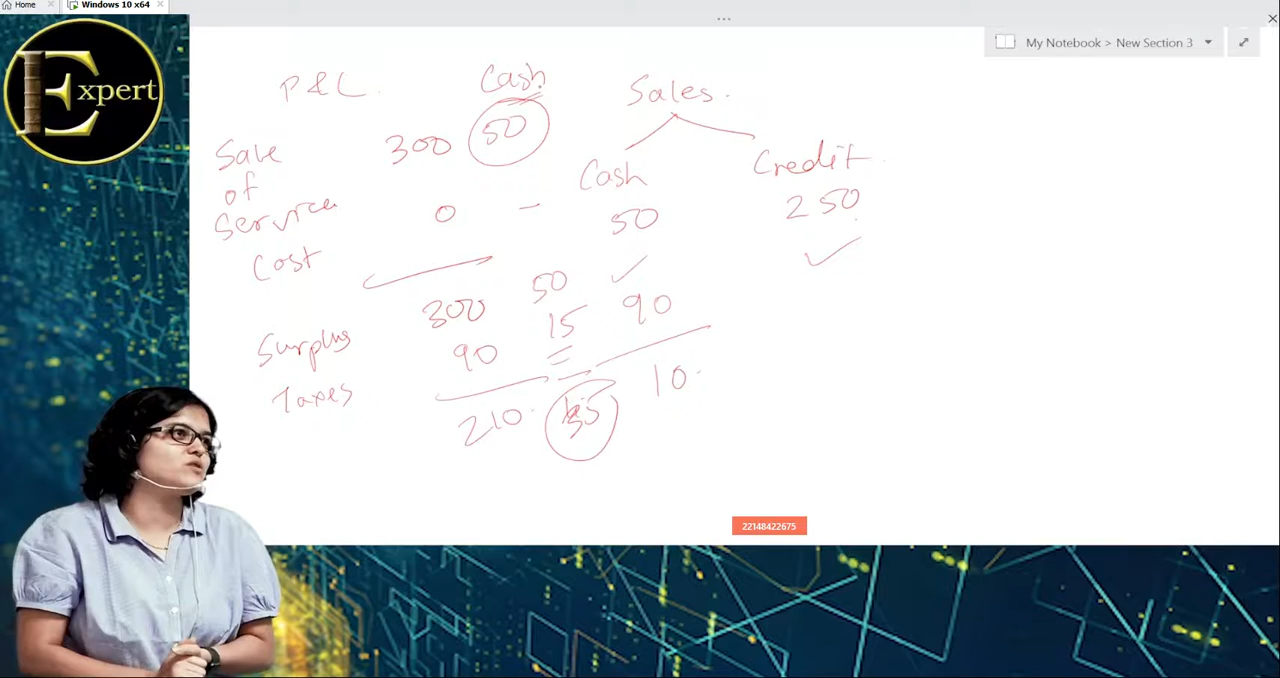 Home
Windows 10 x64
Expert
My Notebook > New Section 3
P & L. Cash Sales.
Sale of Service 300 50
Cash Credit
0 - 50 250
Cost
300 50 90
Surplus
90 15
Taxes
210. 35 10.
22148422675